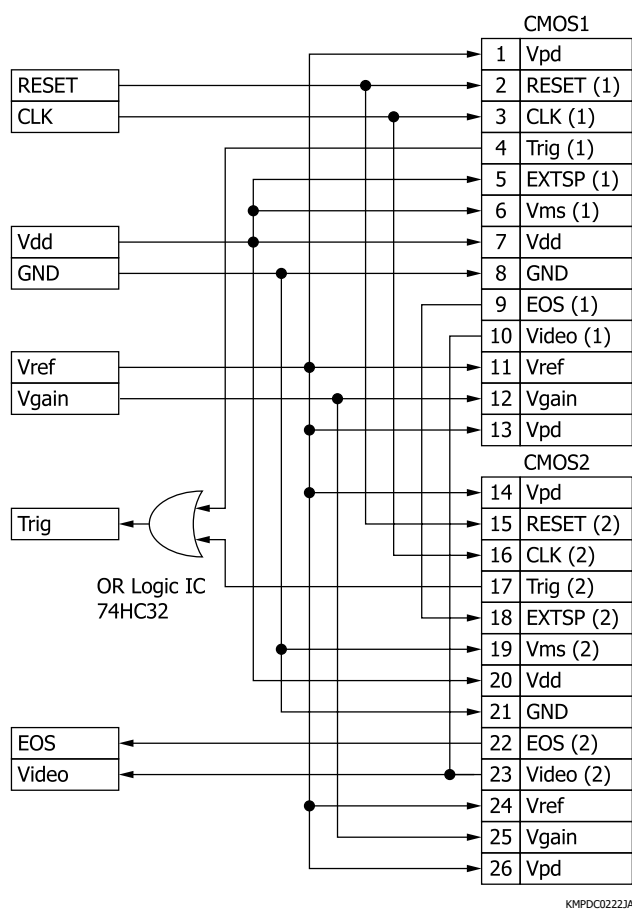 CMOS1
1 Vpd
RESET 2 RESET (1)
CLK 3 CLK (1)
4 Trig (1)
5 EXTSP (1)
6 Vms (1)
Vdd 7 Vdd
GND 8 GND
9 EOS (1)
10 Video (1)
Vref 11 Vref
Vgain 12 Vgain
13 Vpd
CMOS2
14 Vpd
Trig 15 RESET (2)
16 CLK (2)
OR Logic IC 17 Trig (2)
74HC32 18 EXTSP (2)
19 Vms (2)
20 Vdd
21 GND
EOS 22 EOS (2)
Video 23 Video (2)
24 Vref
25 Vgain
26 Vpd
KMPDC0222JA